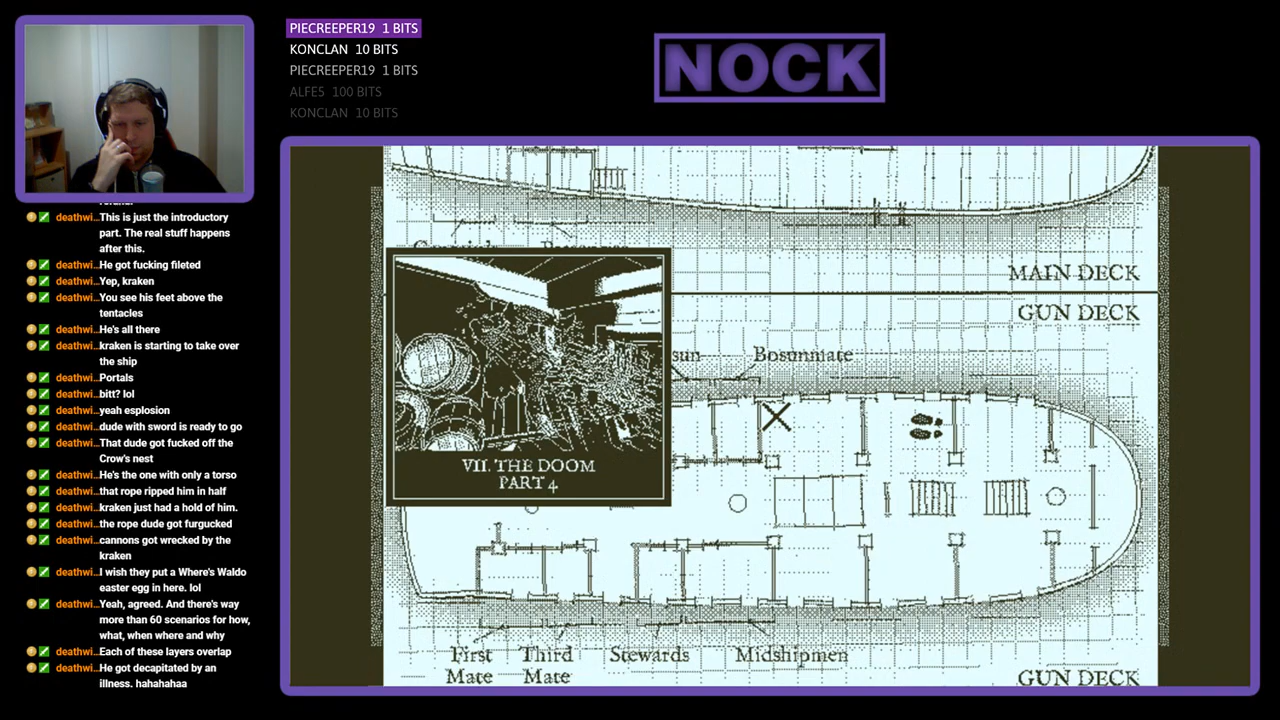 PIECREEPER19 1 BITS
KONCLAN 10 BITS
PIECREEPER19 1 BITS
ALFES 100 BITS
KONCLAN 10 BITS
NOCK
deathwi...This is just the introductory
part. The real stuff happens
after this.
deathwi...He got fucking fileted
deathwi...Yep, kraken
deathwi...You see his feet above the
tentacles
deathwi...He's all there
deathwi...kraken is starting to take over
the ship
deathwi...Portals
deathwi...bitt? lol
deathwi...yeah esplosion
deathwi...dude with sword is ready to go
deathwi...That dude got fucked off the
Crow's nest
deathwi...He's the one with only a torso
deathwi...that rope ripped him in half
deathwi...kraken just had a hold of him.
deathwi...the rope dude got furgucked
deathwi...cannons got wrecked by the
kraken
deathwi...I wish they put a Where's Waldo
easter egg in here. lol
deathwi...Yeah, agreed. And there's way
more than 60 scenarios for how,
what, when where and why
deathwi...Each of these layers overlap
deathwi...He got decapitated by an
illness. hahahahaa
MAIN DECK
GUN DECK
sun
Bosunmate
VII. THE DOOM
PART 4
First
Mate
Third
Mate
Stewards
Midshipmen
GUN DECK